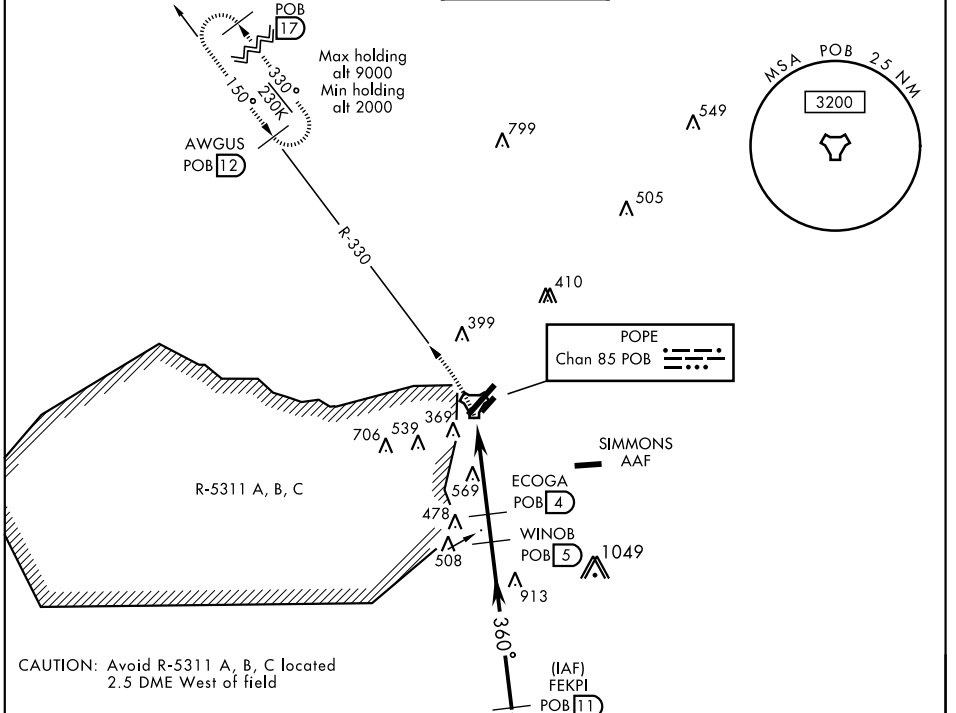 POB
17
Max holding
alt 9000
Min holding
alt 2000
330°
230K
150°
AWGUS
POB 12
R-330
MSA POB 25 NM
3200
549
799
505
410
399
POPE
Chan 85 POB
369
706
539
SIMMONS
AAF
R-5311 A, B, C
569
ECOGA
POB 4
478
WINOB
POB 5
508
1049
913
360°
CAUTION: Avoid R-5311 A, B, C located
2.5 DME West of field
(IAF)
FEKPI
POB 11